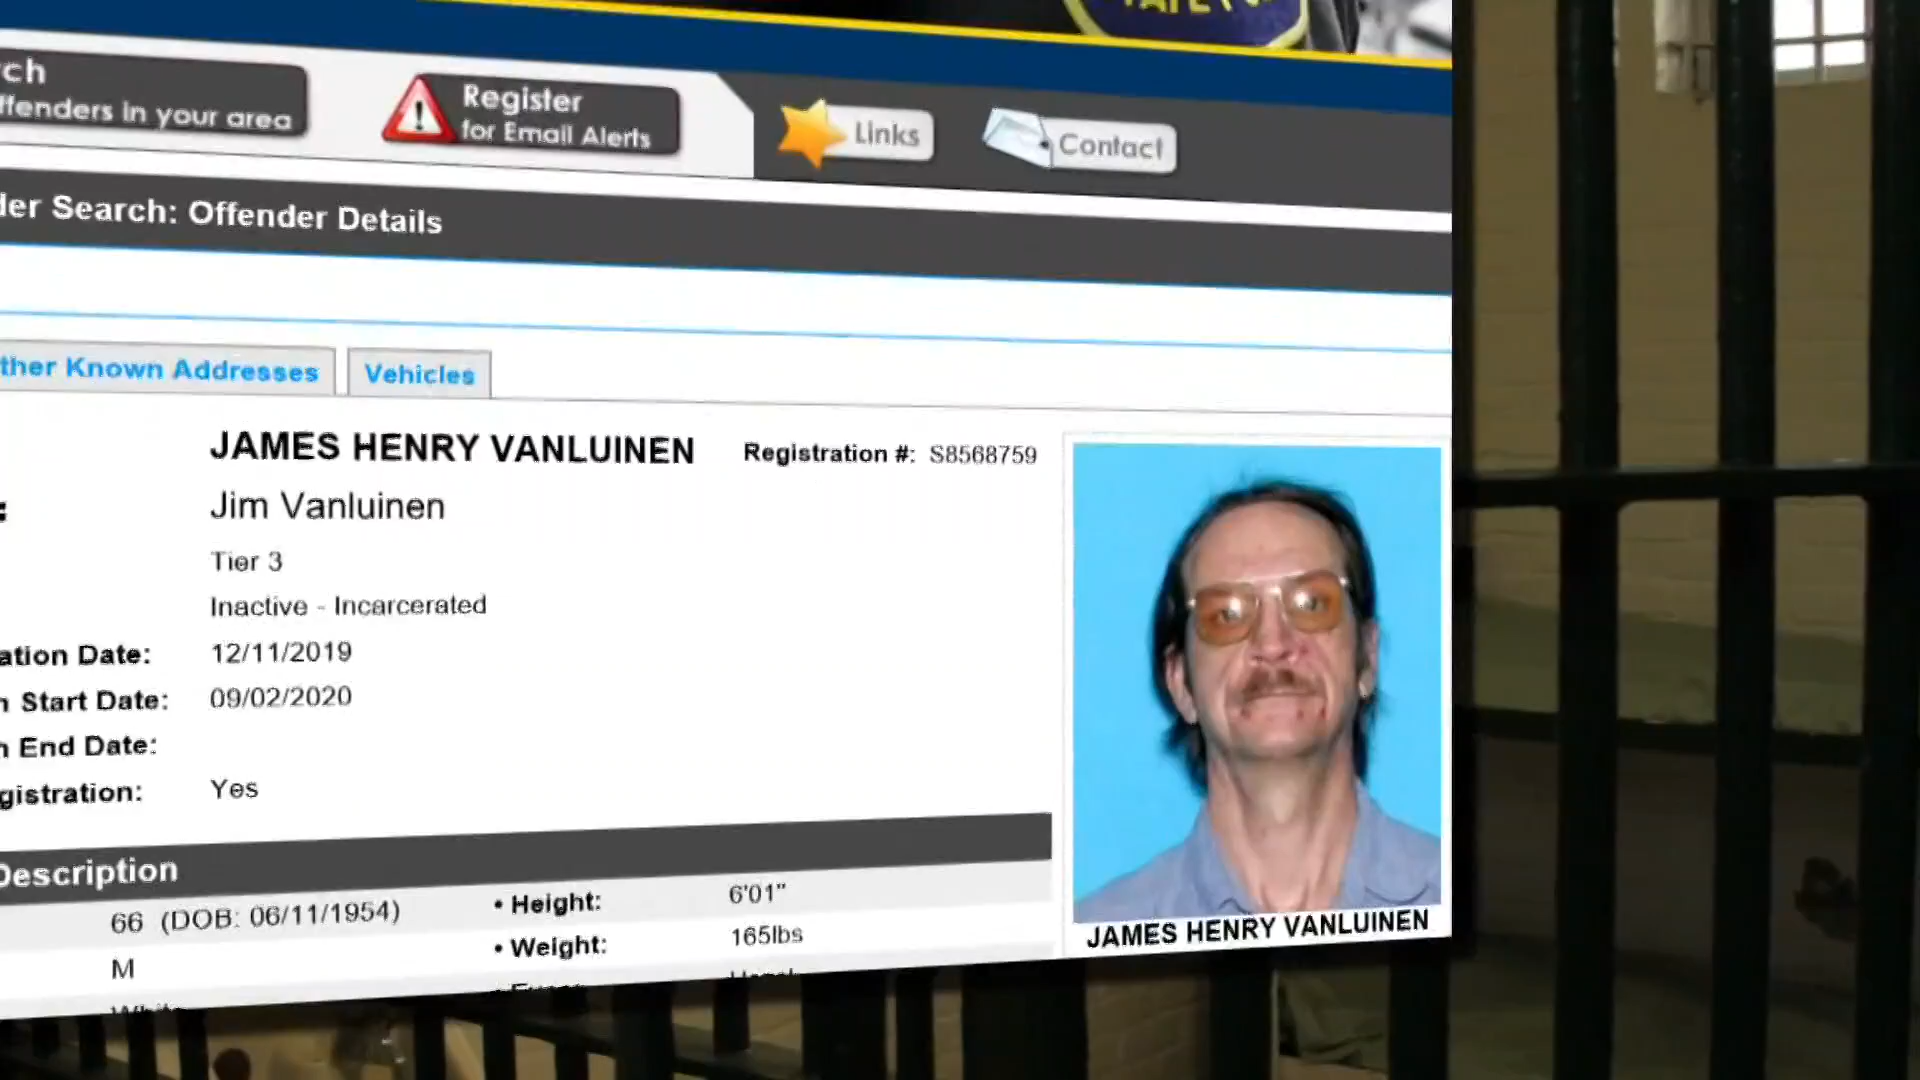 ch
ffenders in your area
Register
for Email Alerts
Links
Contact
der Search: Offender Details
ther Known Addresses
Vehicles
JAMES HENRY VANLUINEN
Registration #: S8568759
Jim Vanluinen
Tier 3
Inactive - Incarcerated
ation Date: 12/11/2019
n Start Date: 09/02/2020
n End Date:
gistration: Yes
Description
66 (DOB: 06/11/1954)
• Height: 6'01"
M
• Weight: 165lbs
JAMES HENRY VANLUINEN